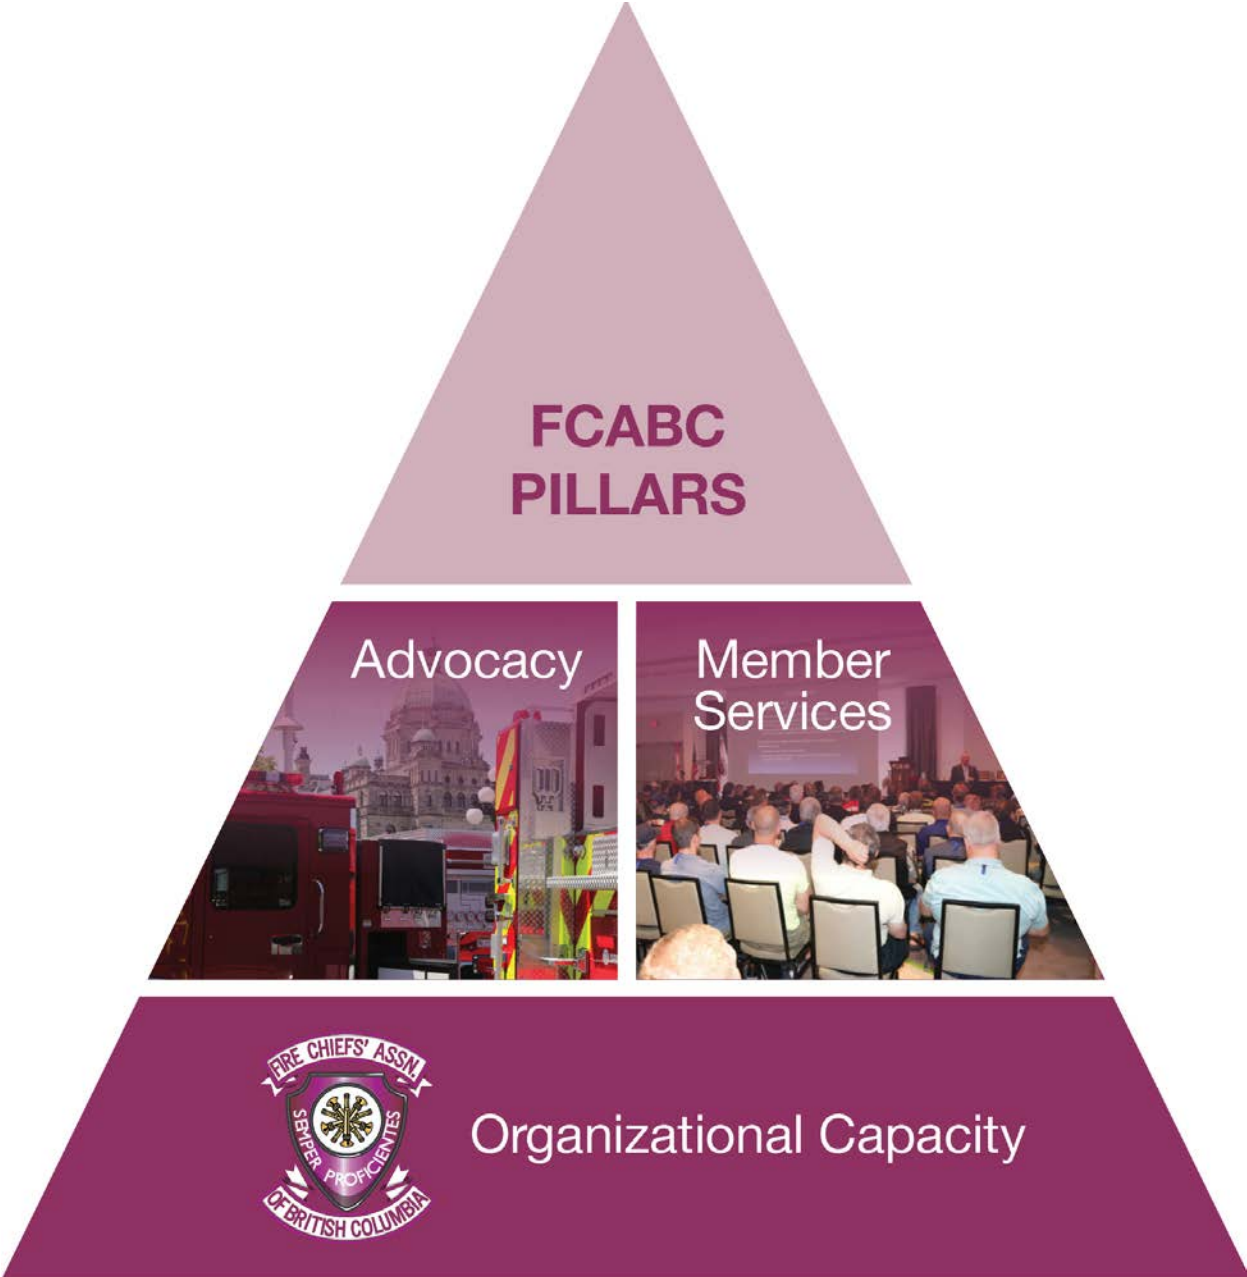 FCABC
PILLARS
Advocacy
Member
Services
FIRE CHIEFS' ASSN.
SEMPER PROFICIENTES
OF BRITISH COLUMBIA
Organizational Capacity